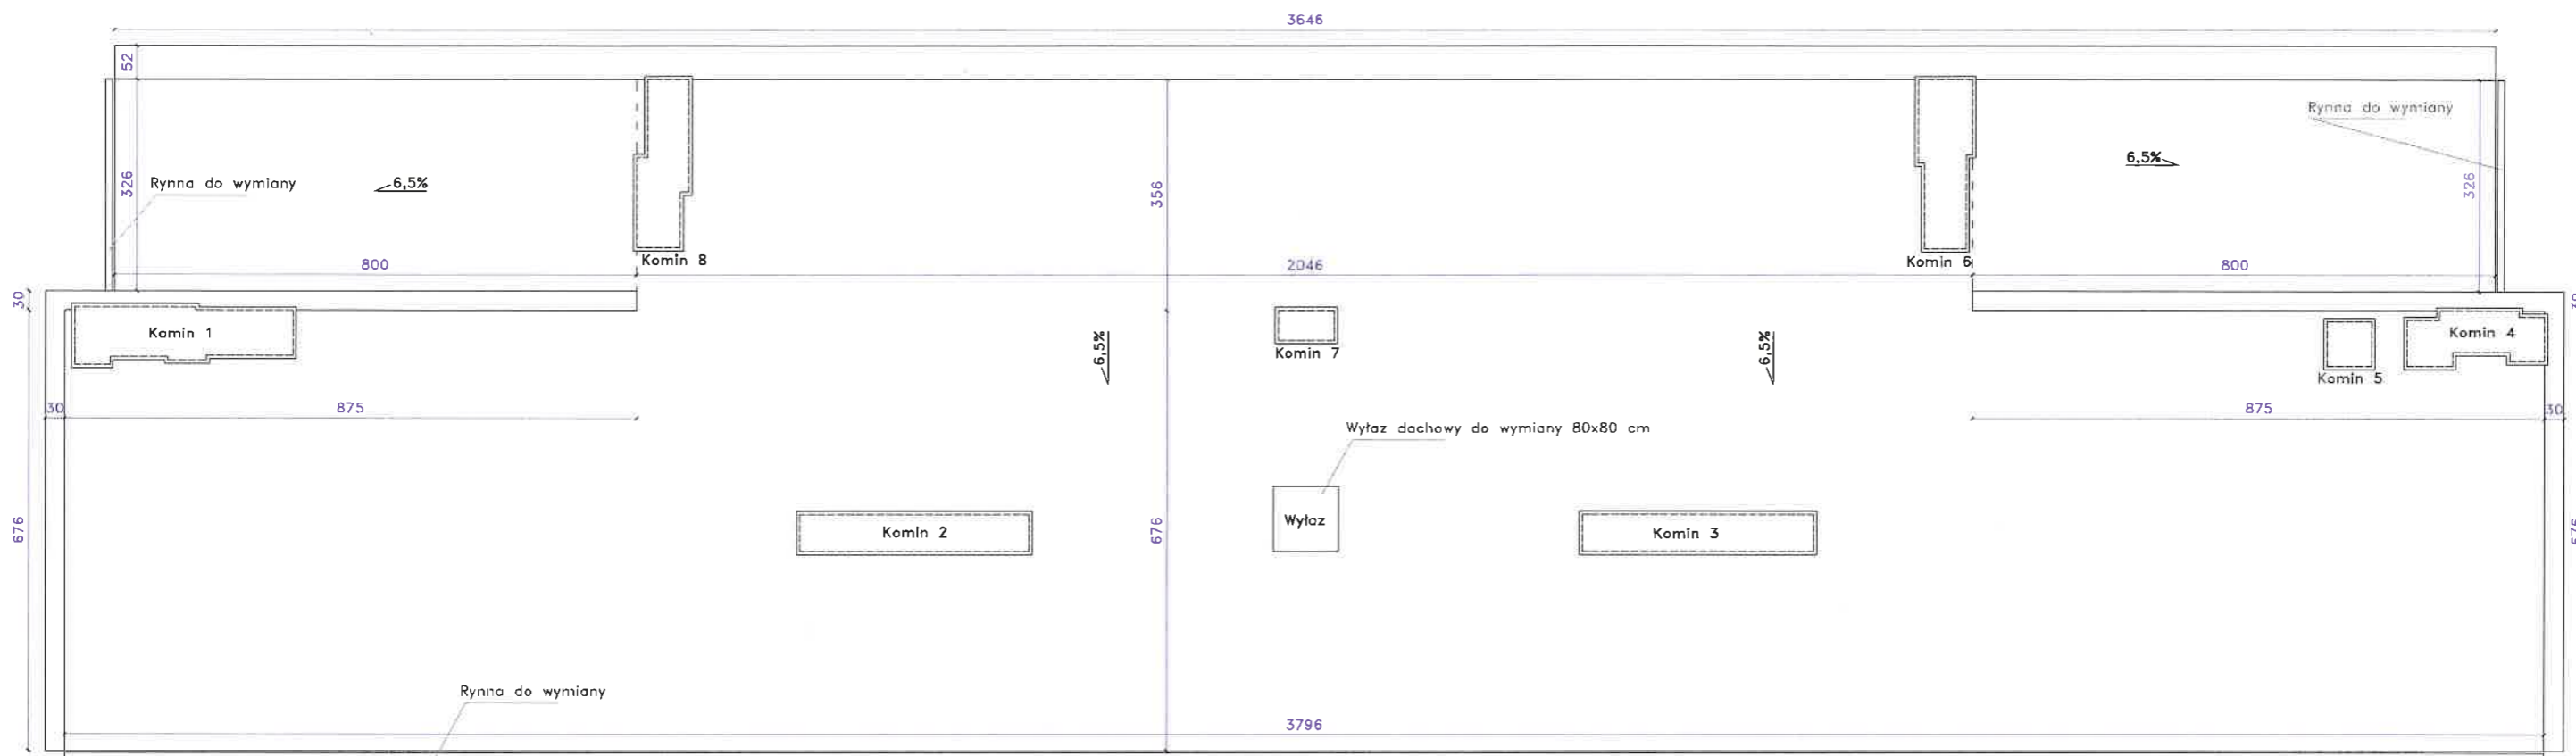 3646
52
Rynna do wymiany
6,5%
326
356
326
Rynna do wymiany
6,5%
Komin 8
Komin 6
800
2046
800
30
Komin 1
6,5%
Komin 7
6,5%
Komin 5
Komin 4
30
875
875
30
Wyłaz dachowy do wymiany 80x80 cm
676
Komin 2
676
Wyłaz
Komin 3
Rynna do wymiany
3796